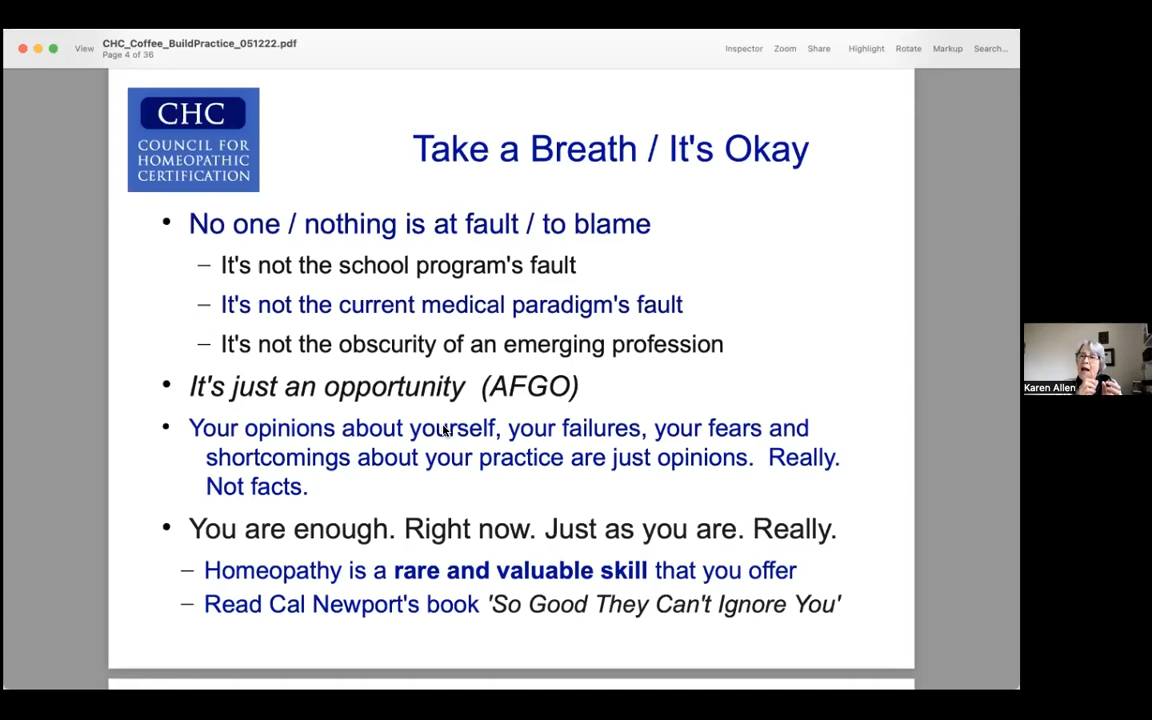 CHC_Coffee_BuildPractice_051222.pdf
View
Page 4 of 36
Inspector Zoom Share Highlight Rotate Markup Search...
CHC
COUNCIL FOR
HOMEOPATHIC
CERTIFICATION
Take a Breath / It's Okay
• No one / nothing is at fault / to blame
– It's not the school program's fault
– It's not the current medical paradigm's fault
– It's not the obscurity of an emerging profession
• It's just an opportunity (AFGO)
• Your opinions about yourself, your failures, your fears and
shortcomings about your practice are just opinions. Really.
Not facts.
• You are enough. Right now. Just as you are. Really.
– Homeopathy is a rare and valuable skill that you offer
– Read Cal Newport's book 'So Good They Can't Ignore You'
Karen Allen